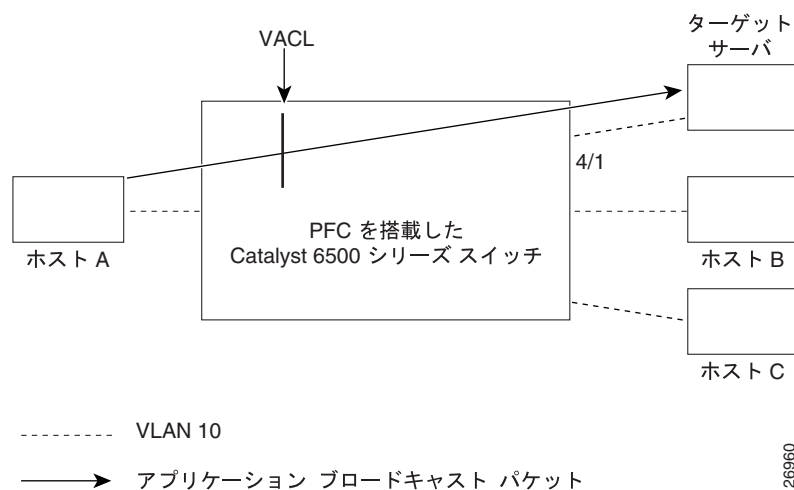 VACL
ターゲット
サーバ
4/1
PFC を搭載した
Catalyst 6500 シリーズ スイッチ
ホスト A
ホスト B
ホスト C
VLAN 10
アプリケーション ブロードキャスト パケット
26960